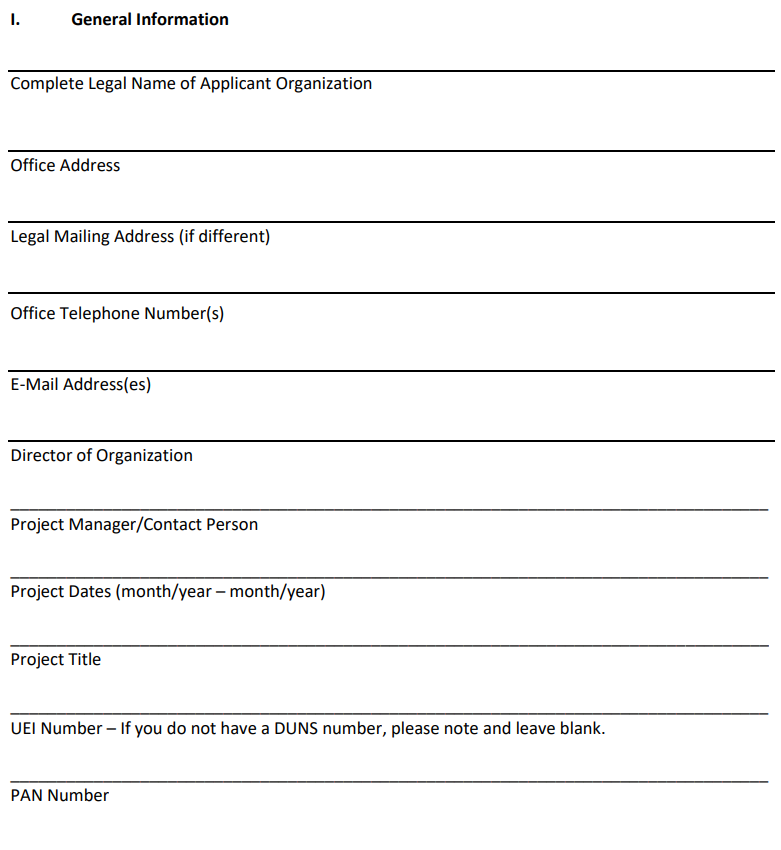 I. General Information
Complete Legal Name of Applicant Organization
Office Address
Legal Mailing Address (if different)
Office Telephone Number(s)
E-Mail Address(es)
Director of Organization
Project Manager/Contact Person
Project Dates (month/year – month/year)
Project Title
UEI Number – If you do not have a DUNS number, please note and leave blank.
PAN Number